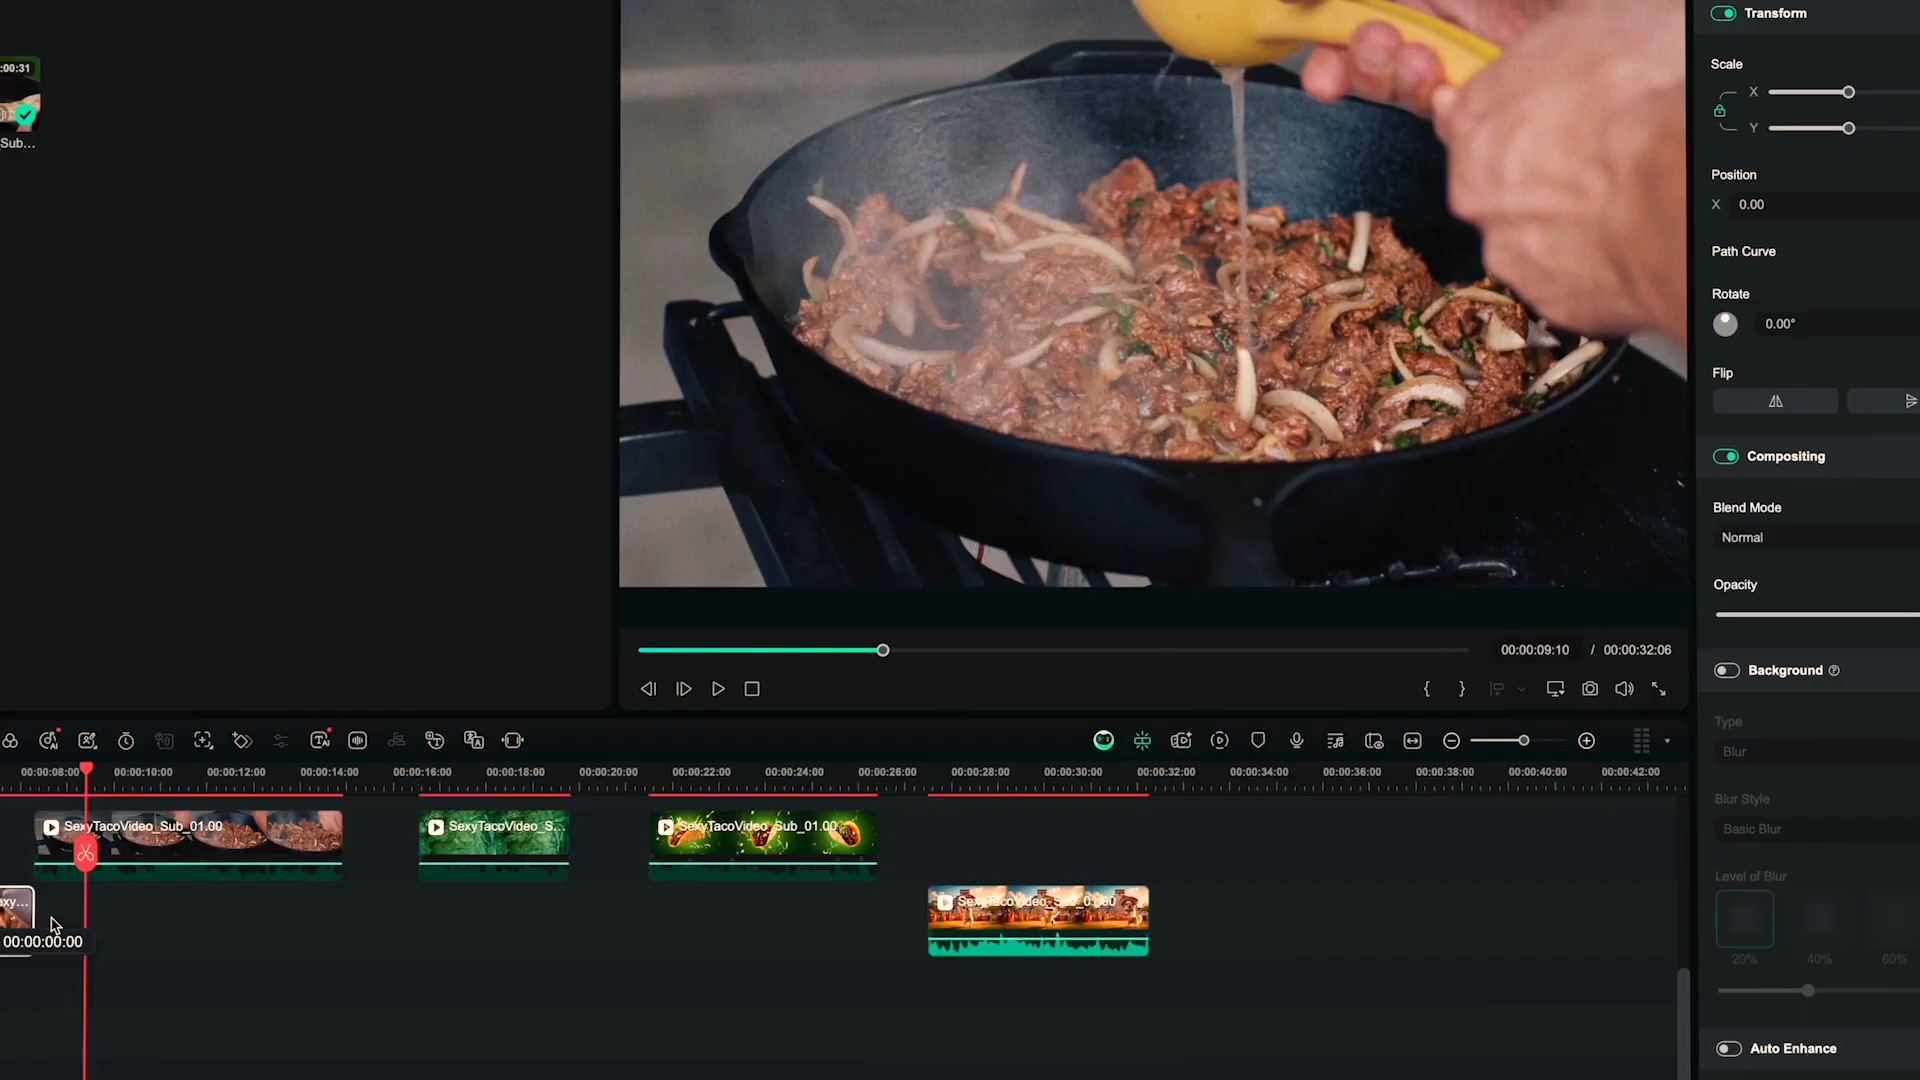 :00:31
Sub...
Transform
Scale
X
Y
Position
X 0.00
Path Curve
Rotate
0.00°
Flip
Compositing
Blend Mode
Normal
Opacity
00:00:09:10 / 00:00:32:06
Background
Type
Blur
Blur Style
Basic Blur
Level of Blur
20% 40% 60%
Auto Enhance
00:00:08:00 00:00:10:00 00:00:12:00 00:00:14:00 00:00:16:00 00:00:18:00 00:00:20:00 00:00:22:00 00:00:24:00 00:00:26:00 00:00:28:00 00:00:30:00 00:00:32:00 00:00:34:00 00:00:36:00 00:00:38:00 00:00:40:00 00:00:42:00
SexyTacoVideo_Sub_01.00 SexyTacoVideo_S... SexyTacoVideo_Sub_01.00
exy... SexyTacoVideo_Sub_01.00
00:00:00:00